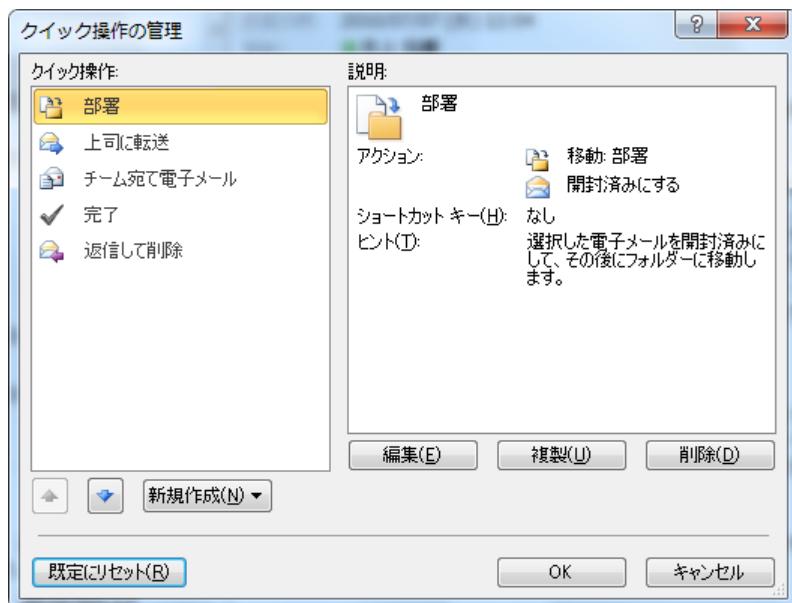 クイック操作の管理
クイック操作:
部署
上司に転送
チーム宛て電子メール
完了
返信して削除
新規作成(N)
説明:
部署
アクション:
移動: 部署
開封済みにする
ショートカット キー(H):
なし
ヒント(T):
選択した電子メールを開封済みに
して、その後にフォルダーに移動し
ます。
編集(E)
複製(U)
削除(D)
既定にリセット(R)
OK
キャンセル